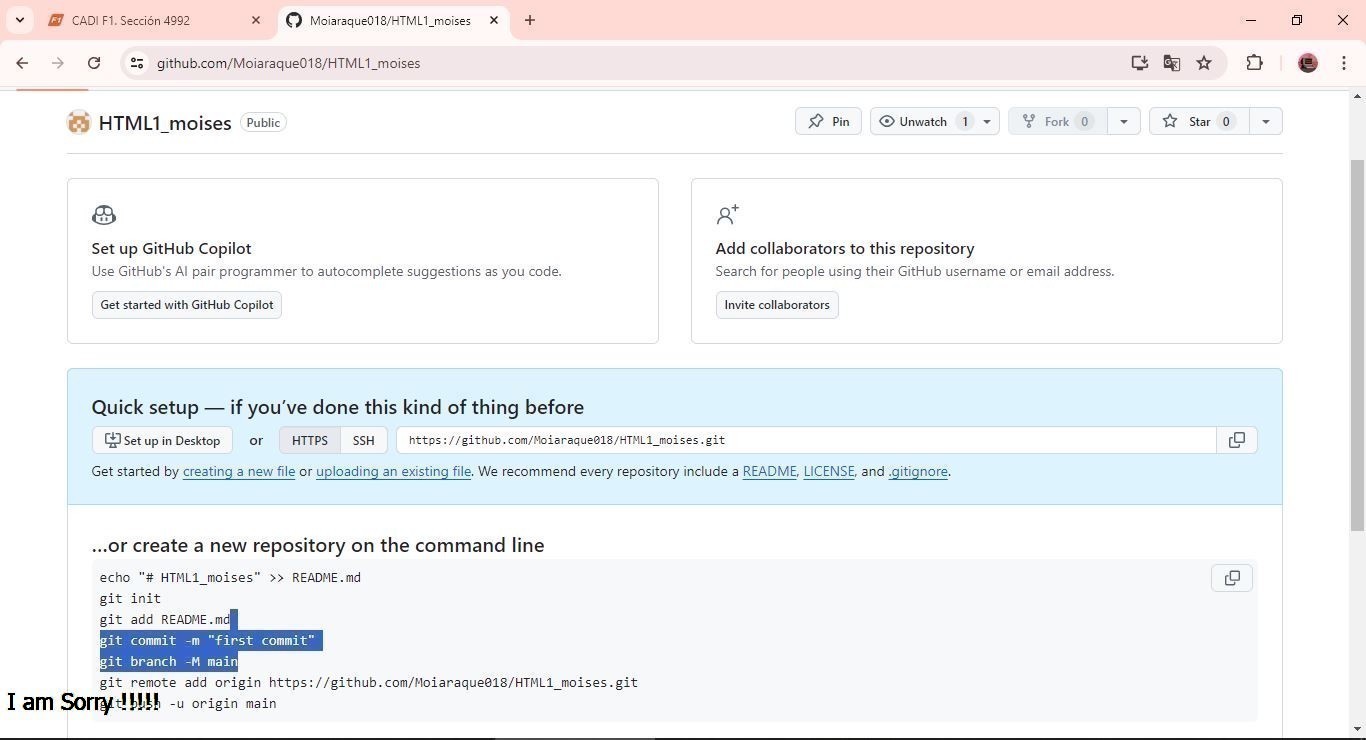 CADI F1. Sección 4992
Moiaraque018/HTML1_moises
github.com/Moiaraque018/HTML1_moises
HTML1_moises Public
Pin
Unwatch 1
Fork 0
Star 0
Set up GitHub Copilot
Use GitHub's AI pair programmer to autocomplete suggestions as you code.
Get started with GitHub Copilot
Add collaborators to this repository
Search for people using their GitHub username or email address.
Invite collaborators
Quick setup — if you’ve done this kind of thing before
Set up in Desktop or HTTPS SSH https://github.com/Moiaraque018/HTML1_moises.git
Get started by creating a new file or uploading an existing file. We recommend every repository include a README, LICENSE, and .gitignore.
…or create a new repository on the command line
echo "# HTML1_moises" >> README.md
git init
git add README.md
git commit -m "first commit"
git branch -M main
git remote add origin https://github.com/Moiaraque018/HTML1_moises.git
git push -u origin main
I am Sorry !!!!!